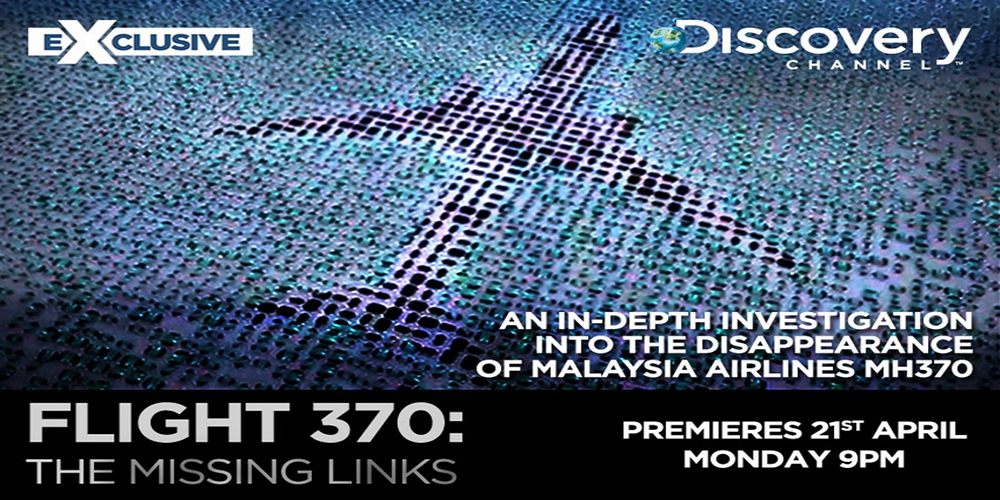 EXCLUSIVE
Discovery
CHANNEL™
AN IN-DEPTH INVESTIGATION
INTO THE DISAPPEARANCE
OF MALAYSIA AIRLINES MH370
FLIGHT 370:
THE MISSING LINKS
PREMIERES 21ST APRIL
MONDAY 9PM